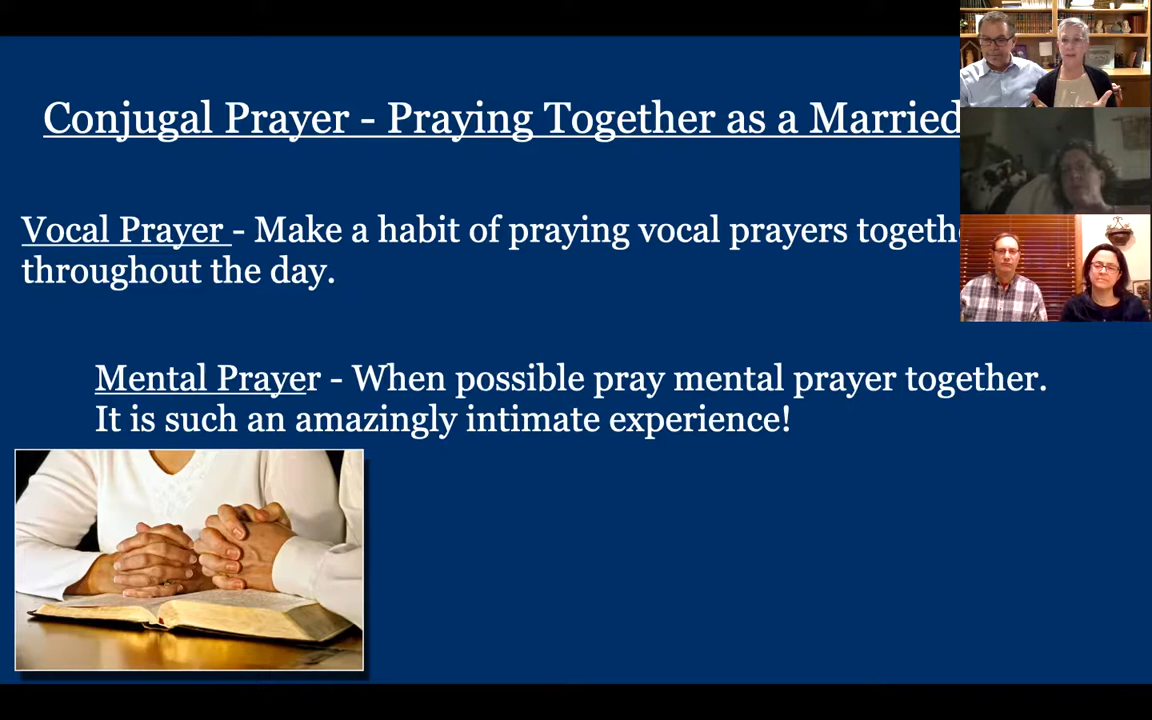 Conjugal Prayer - Praying Together as a Married
Vocal Prayer - Make a habit of praying vocal prayers
throughout the day.
Mental Prayer - When possible pray mental prayer together.
It is such an amazingly intimate experience!